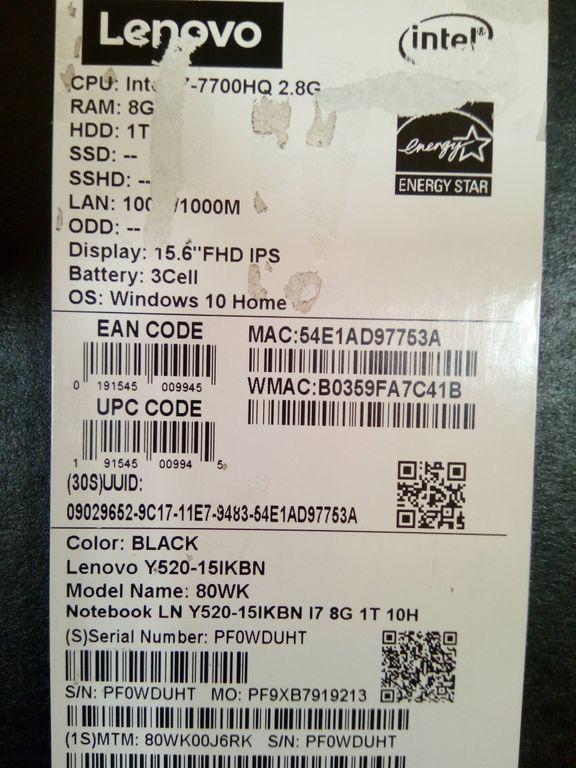 Lenovo
intel®
CPU: Inte 7-7700HQ 2.8G
RAM: 8G
HDD: 1T
SSD: --
SSHD: --
LAN: 100 /1000M
ODD: --
Display: 15.6"FHD IPS
Battery: 3Cell
OS: Windows 10 Home
energy
ENERGY STAR
EAN CODE
0 191545 009945
MAC:54E1AD97753A
WMAC:B0359FA7C41B
UPC CODE
1 91545 00994 5
(30S)UUID:
09029652-9C17-11E7-9483-54E1AD97753A
Color: BLACK
Lenovo Y520-15IKBN
Model Name: 80WK
Notebook LN Y520-15IKBN I7 8G 1T 10H
(S)Serial Number: PF0WDUHT
S/N: PF0WDUHT MO: PF9XB7919213
(1S)MTM: 80WK00J6RK S/N: PF0WDUHT